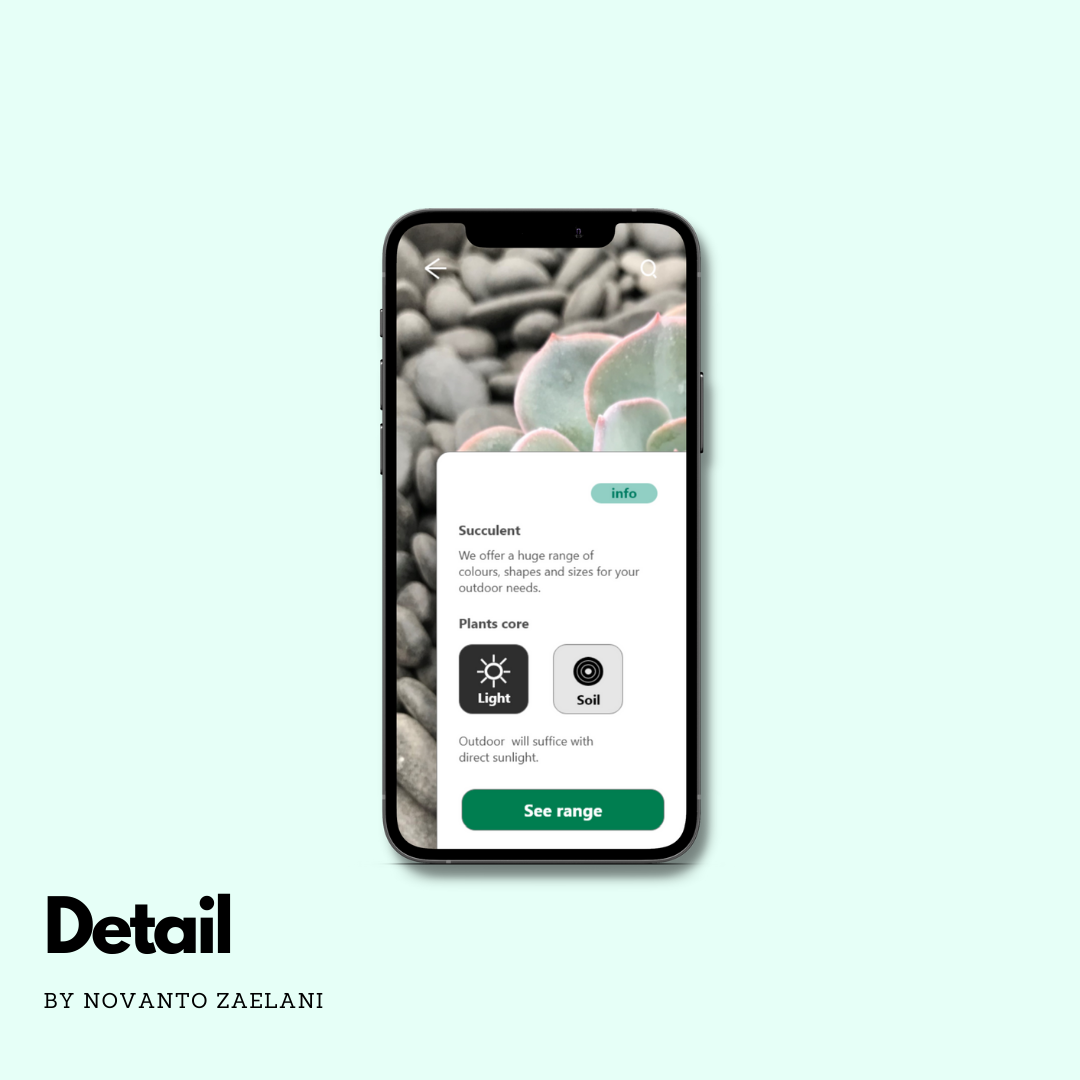 info
Succulent
We offer a huge range of
colours, shapes and sizes for your
outdoor needs.
Plants core
Light
Soil
Outdoor  will suffice with
direct sunlight.
See range
Detail
BY NOVANTO ZAELANI